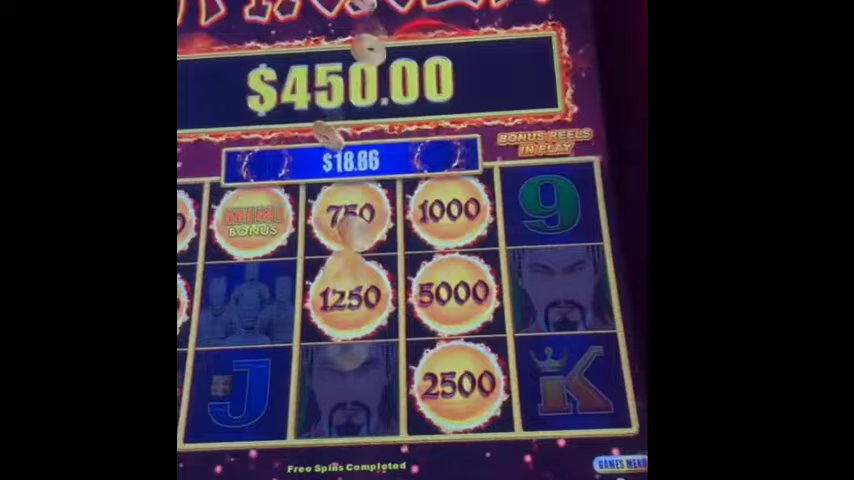 $450.00
$18.86
BONUS REELS
IN PLAY
MINI
BONUS
750
1000
9
1250
5000
J
2500
K
Free Spins Completed
GAMES MENU